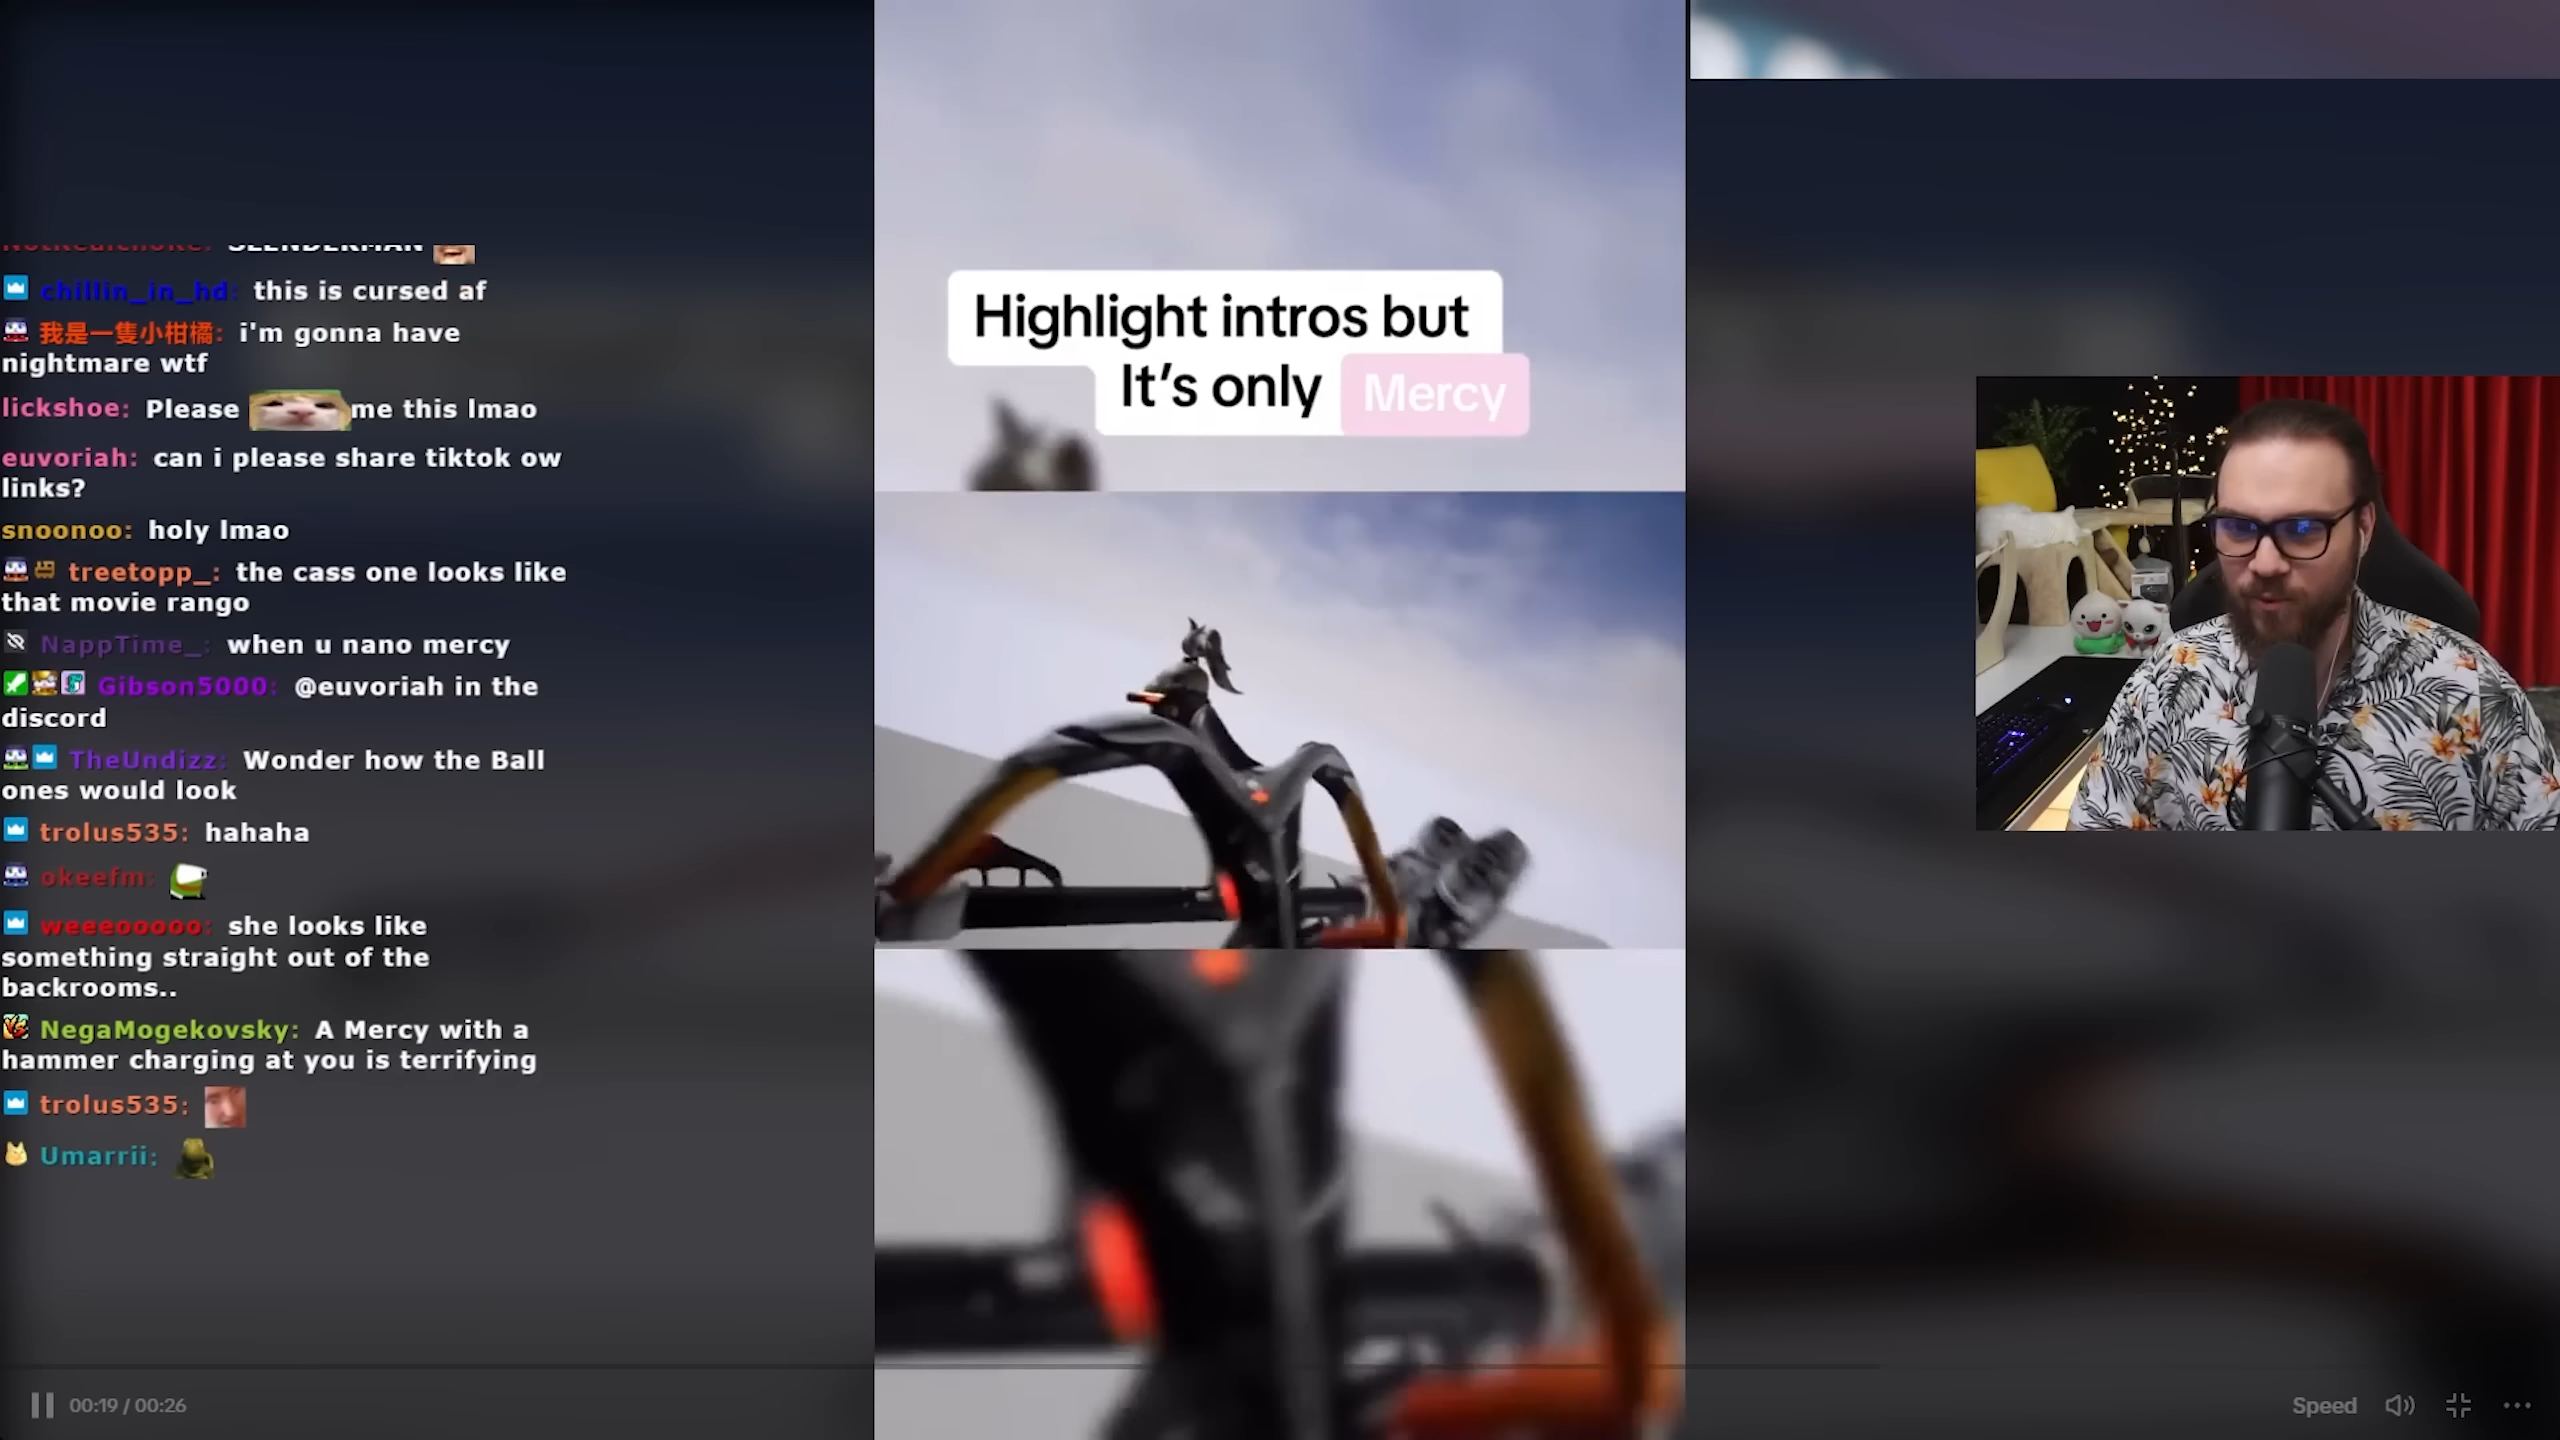 SLENDERMAN
chillin_in_hd: this is cursed af
我是一隻小柑橘: i'm gonna have
nightmare wtf
lickshoe: Please me this lmao
euvoriah: can i please share tiktok ow
links?
snoonoo: holy lmao
treetopp_: the cass one looks like
that movie rango
NappTime_: when u nano mercy
Gibson5000: @euvoriah in the
discord
TheUndizz: Wonder how the Ball
ones would look
trolus535: hahaha
okeefm:
weeeooooo: she looks like
something straight out of the
backrooms..
NegaMogekovsky: A Mercy with a
hammer charging at you is terrifying
trolus535:
Umarrii:
00:19 / 00:26
Highlight intros but
It's only Mercy
Speed